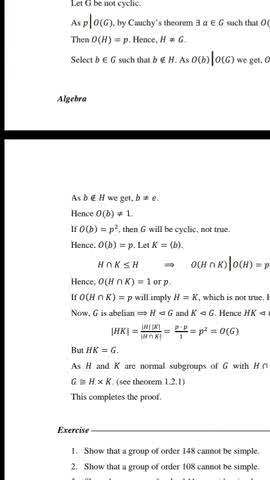 Let G be not cyclic.
As p | O(G), by Cauchy's theorem ∃ a ∈ G such that O(
Then O(H) = p. Hence, H ≠ G.
Select b ∈ G such that b ∉ H. As O(b) | O(G) we get, O
Algebra
As b ∉ H we get, b ≠ e.
Hence O(b) ≠ 1.
If O(b) = p², then G will be cyclic, not true.
Hence, O(b) = p. Let K = ⟨b⟩.
H ∩ K ≤ H ⟹ O(H ∩ K) | O(H) = p
Hence, O(H ∩ K) = 1 or p.
If O(H ∩ K) = p will imply H = K, which is not true. H
Now, G is abelian ⟹ H ⊲ G and K ⊲ G. Hence HK ⊲
|HK| = |H| |K| / |H ∩ K| = p · p / 1 = p² = O(G)
But HK = G.
As H and K are normal subgroups of G with H ∩
G ≅ H × K. (see theorem 1.2.1)
This completes the proof.
Exercise
1. Show that a group of order 148 cannot be simple.
2. Show that a group of order 108 cannot be simple.